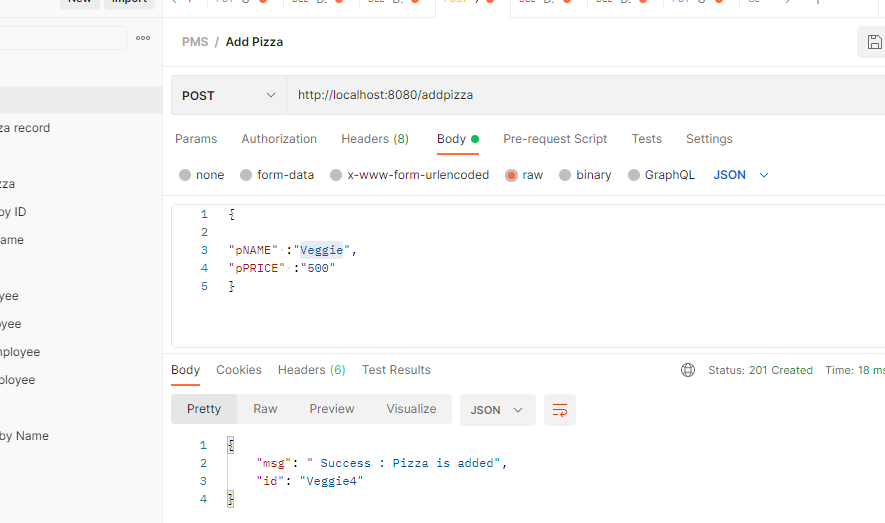 New Import
PMS / Add Pizza
POST http://localhost:8080/addpizza
za record
Params Authorization Headers (8) Body Pre-request Script Tests Settings
none form-data x-www-form-urlencoded raw binary GraphQL JSON
zza
by ID
ame
1 {
2
3 "pNAME" :"Veggie",
4 "pPRICE" :"500"
5 }
yee
oyee
mployee
ployee
by Name
Body Cookies Headers (6) Test Results Status: 201 Created Time: 18 ms
Pretty Raw Preview Visualize JSON
1 {
2 "msg": " Success : Pizza is added",
3 "id": "Veggie4"
4 }